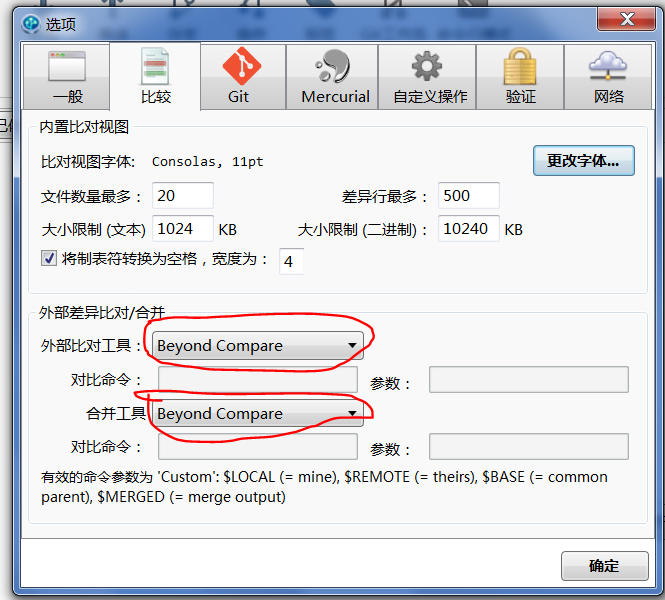 选项
一般
比较
Git
Mercurial
自定义操作
验证
网络
内置比对视图
比对视图字体: Consolas, 11pt
更改字体...
文件数量最多： 20 差异行最多： 500
大小限制 (文本) 1024 KB 大小限制 (二进制)： 10240 KB
将制表符转换为空格，宽度为： 4
外部差异比对/合并
外部比对工具： Beyond Compare
对比命令： 参数：
合并工具 Beyond Compare
对比命令： 参数：
有效的命令参数为 'Custom': $LOCAL (= mine), $REMOTE (= theirs), $BASE (= common
parent), $MERGED (= merge output)
确定